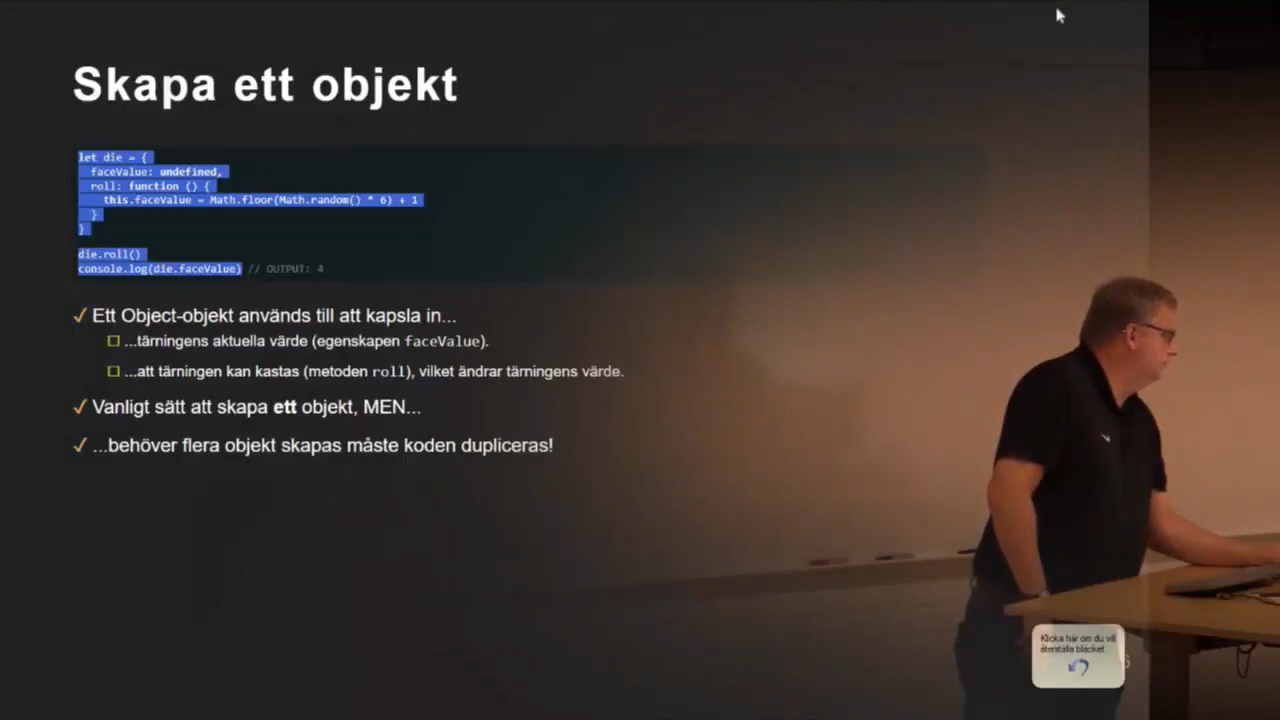 Skapa ett objekt
let die = {
faceValue: undefined,
roll: function () {
this.faceValue = Math.floor(Math.random() * 6) + 1
}
}
die.roll()
console.log(die.faceValue) // OUTPUT: 4
✓ Ett Object-objekt används till att kapsla in...
☐ ...tärningens aktuella värde (egenskapen faceValue).
☐ ...att tärningen kan kastas (metoden roll), vilket ändrar tärningens värde.
✓ Vanligt sätt att skapa ett objekt, MEN...
✓ ...behöver flera objekt skapas måste koden dupliceras!
Klicka här om du vill
återställa bläcket.
6